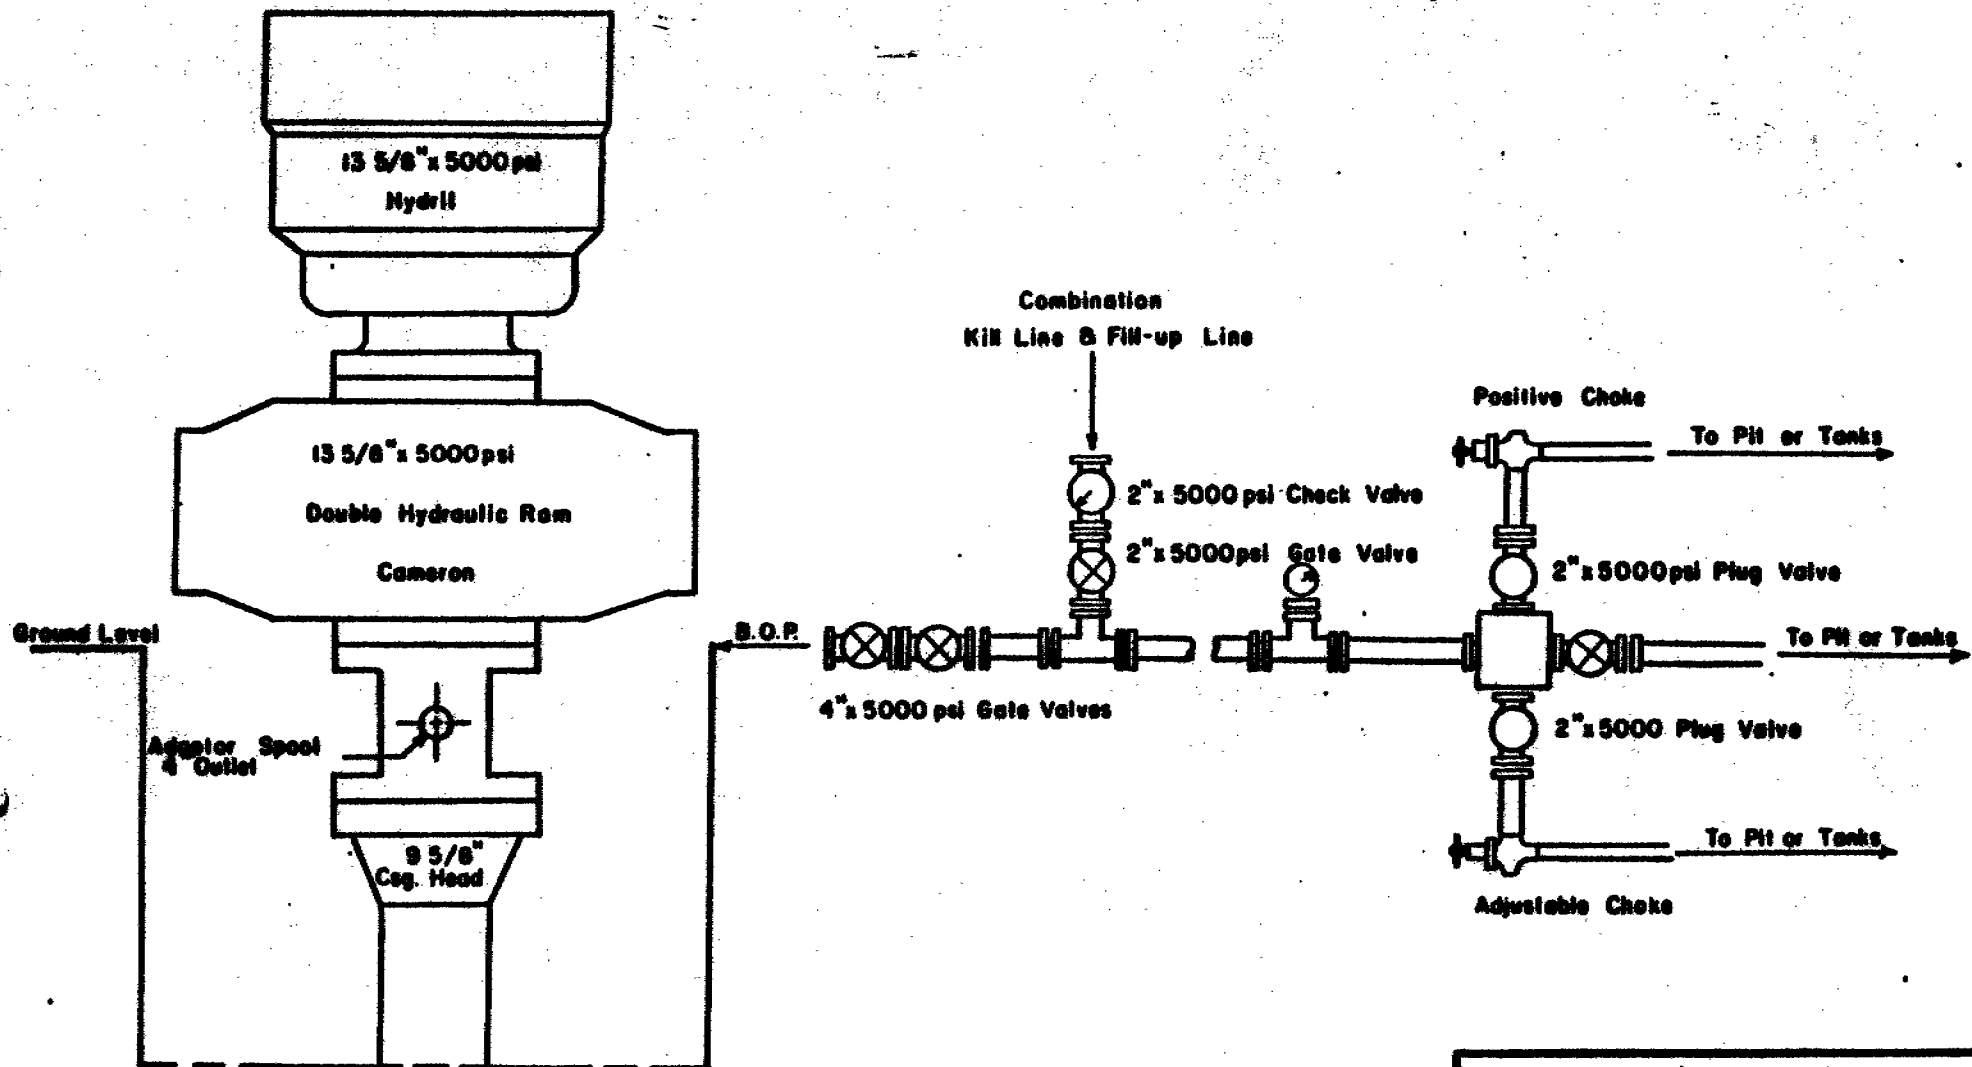 13 5/8" x 5000 psi
Hydril
13 5/8" x 5000 psi
Double Hydraulic Ram
Cameron
Ground Level
Adaptor Spool
4" Outlet
9 5/8"
Csg. Head
B.O.P.
Combination
Kill Line & Fill-up Line
2" x 5000 psi Check Valve
2" x 5000 psi Gate Valve
4" x 5000 psi Gate Valves
Positive Choke
To Pit or Tanks
2" x 5000 psi Plug Valve
To Pit or Tanks
2" x 5000 Plug Valve
To Pit or Tanks
Adjustable Choke